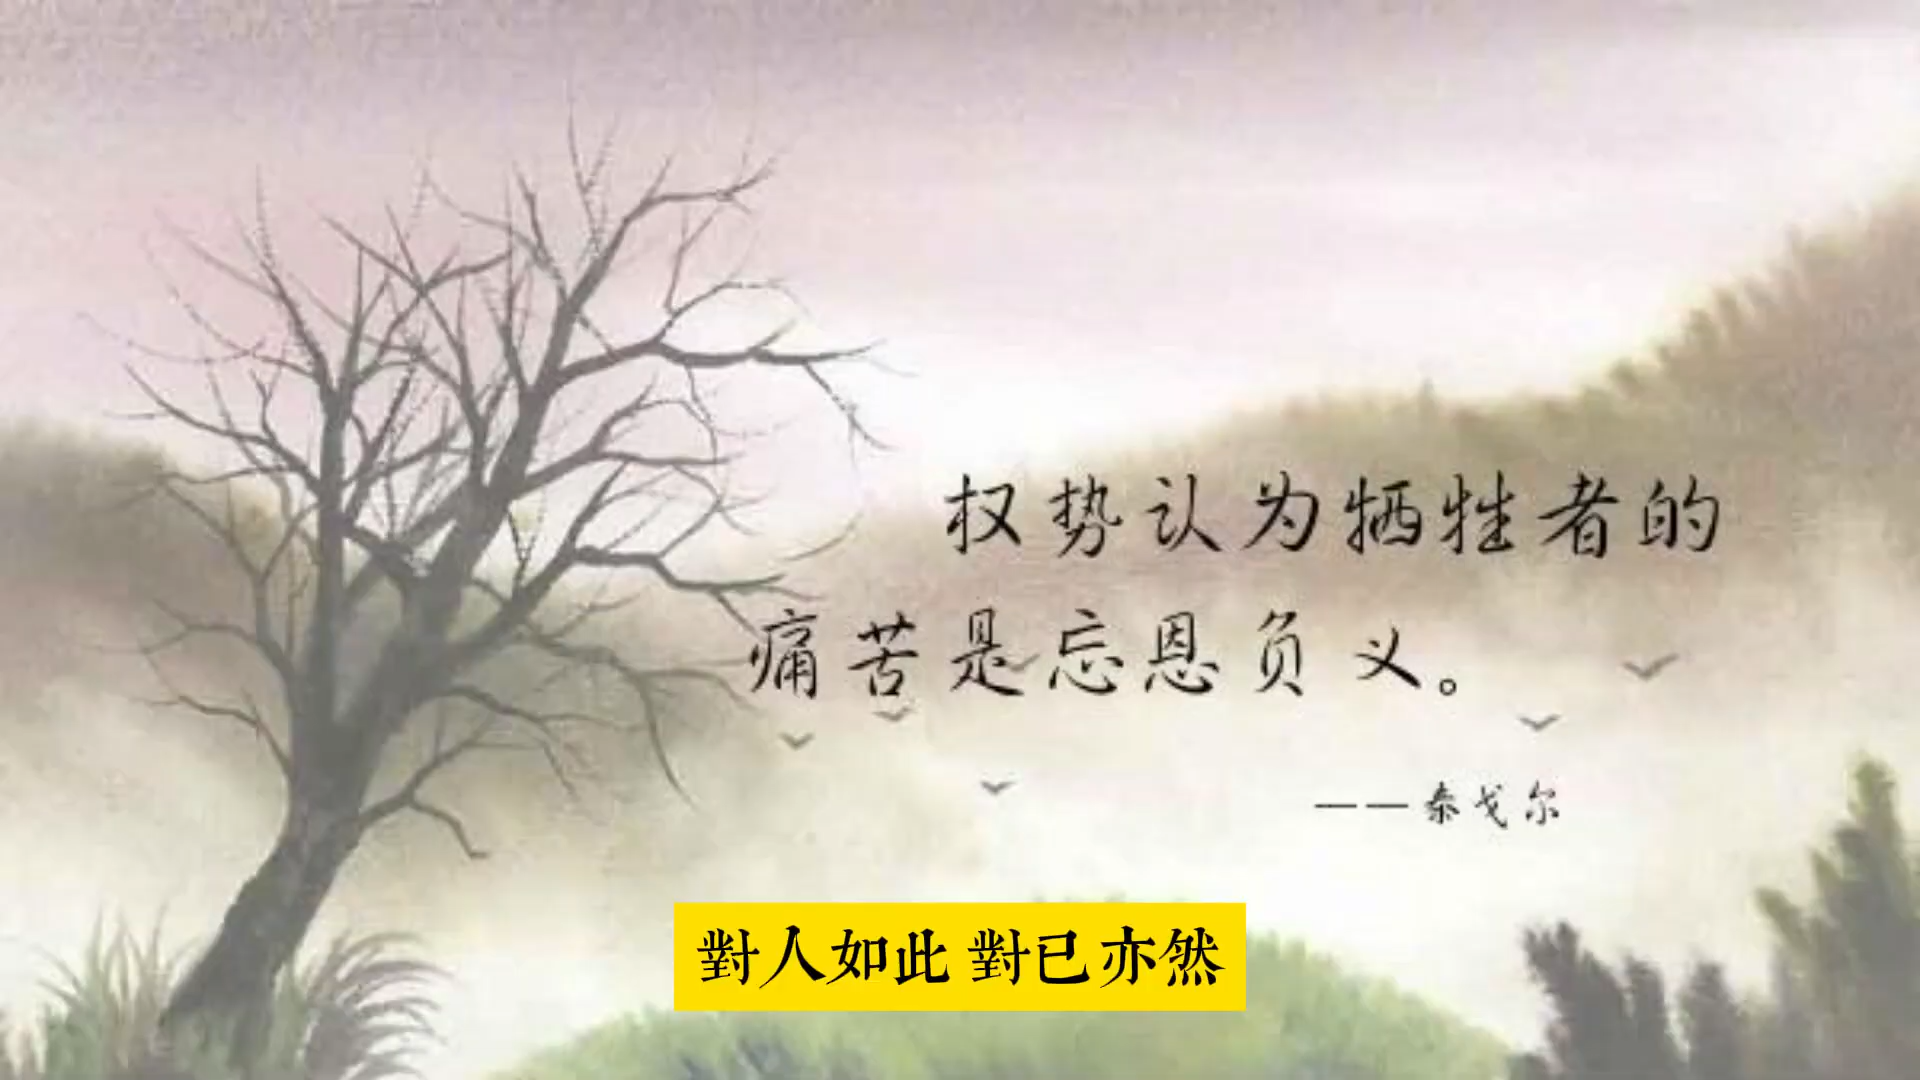 权势认为牺牲者的
痛苦是忘恩负义。
——泰戈尔
對人如此 對已亦然